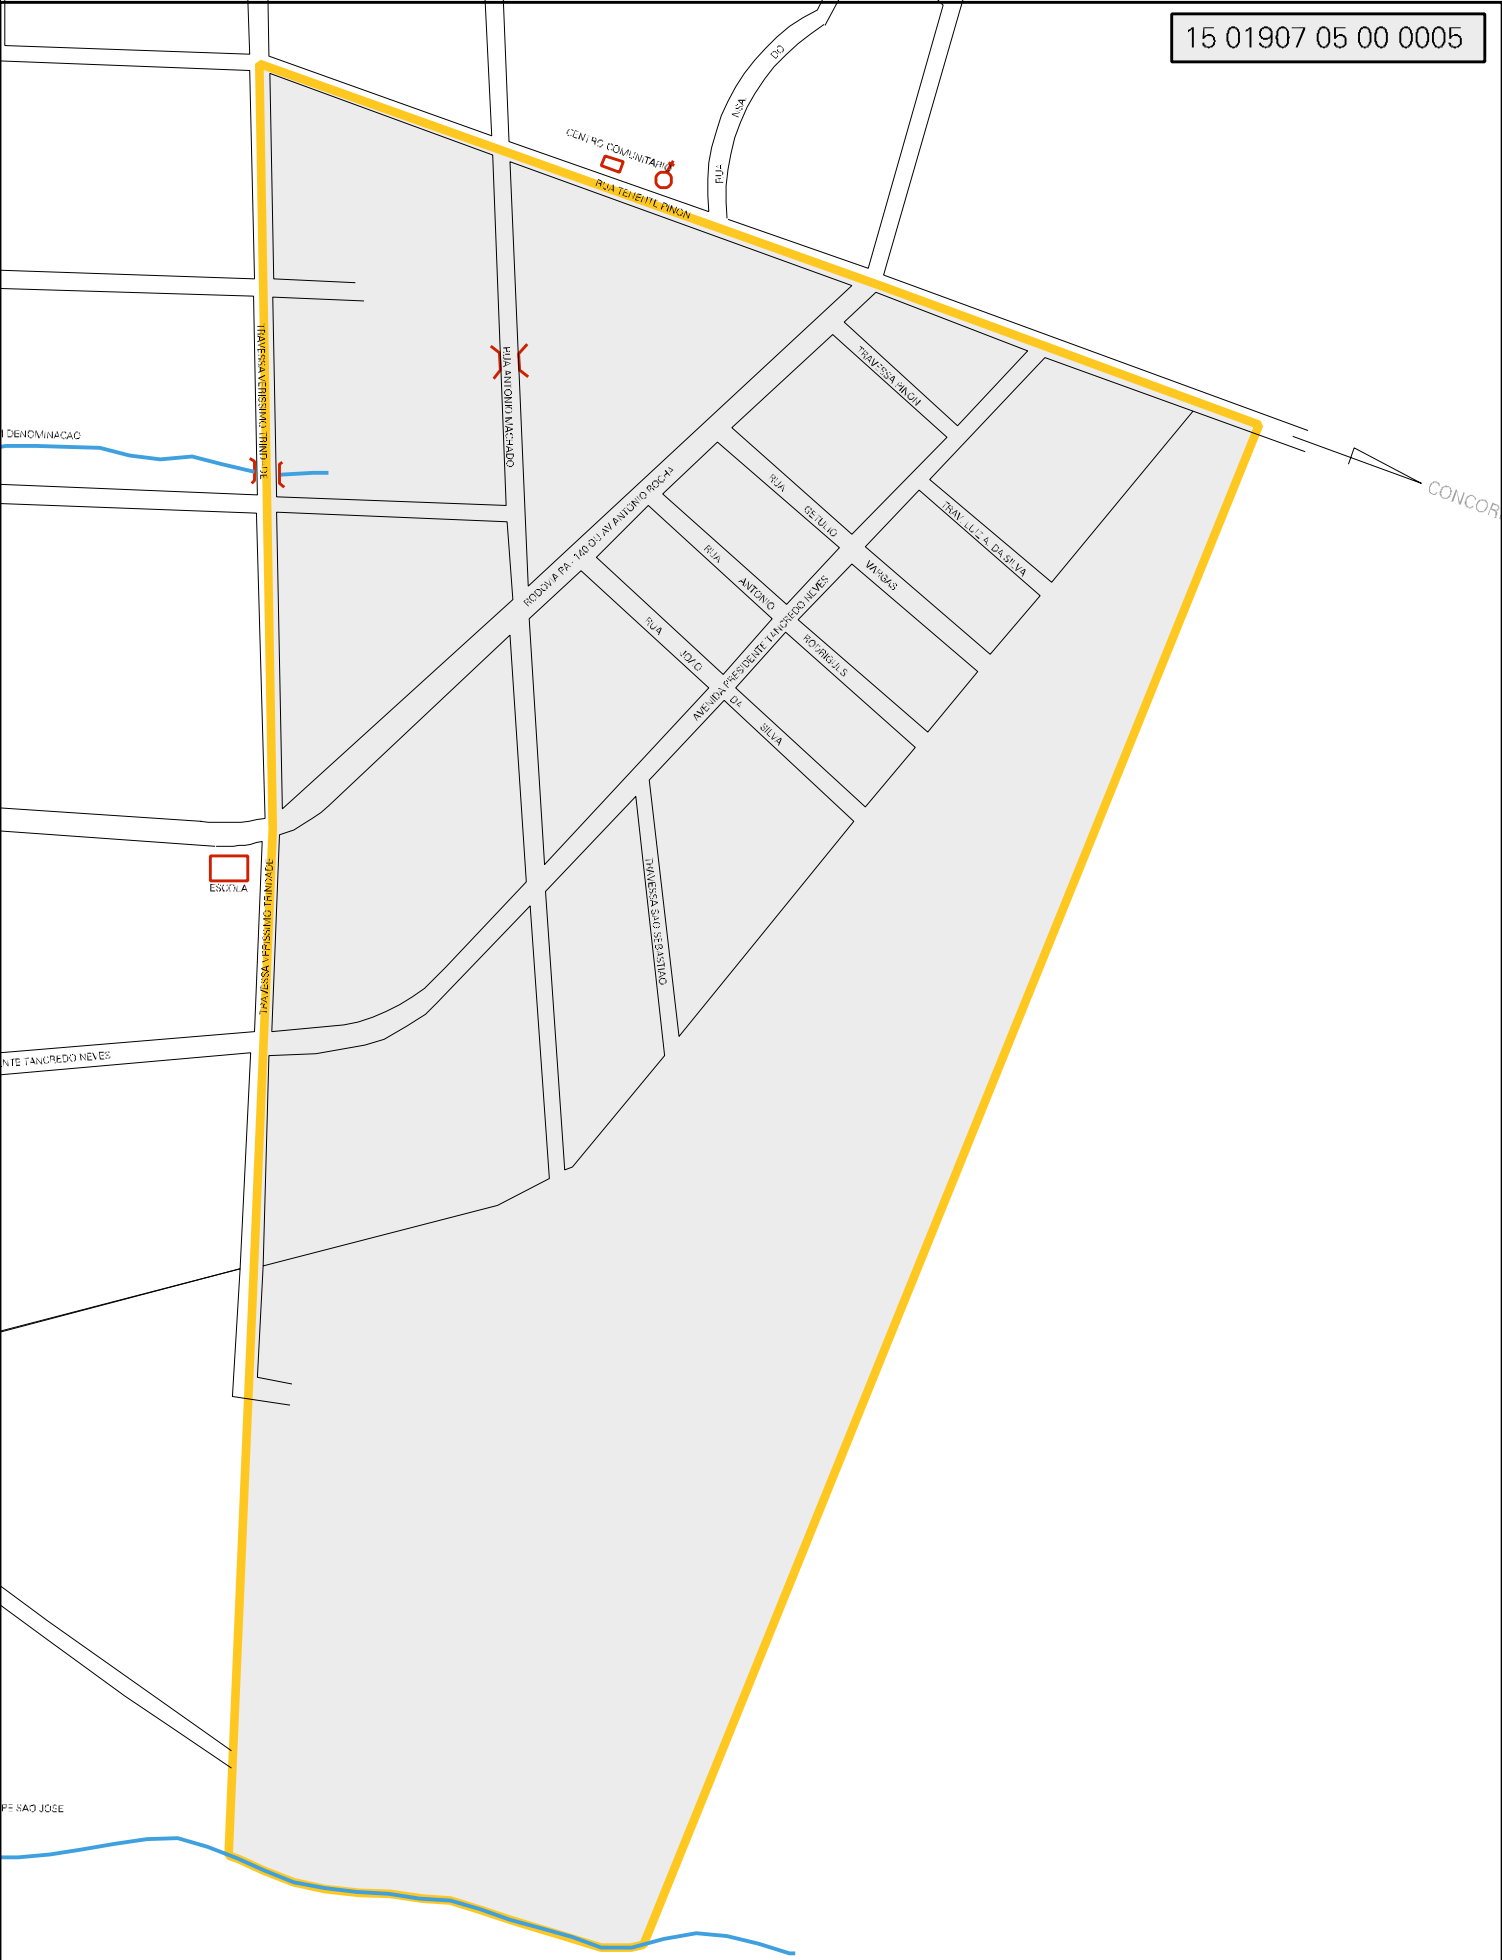 15 01907 05 00 0005
DO
NSA
RUA
CENTRO COMUNITARIO
RUA TENENTE PINON
TRAVESSA VERISSIMO TRINDADE
RUA ANTONIO MACHADO
TRAVESSA PINON
DENOMINACAO
CONCOR
RODOVIA PA - 140 OU AV ANTONIO ROCHA
RUA GETULIO VARGAS
TRAV LUIZ A. DA SILVA
RUA ANTONIO RODRIGUES
AVENIDA PRESIDENTE TANCREDO NEVES
RUA JOAO DA SILVA
ESCOLA
TRAVESSA VERISSIMO TRINDADE
TRAVESSA SAO SEBASTIAO
NTE TANCREDO NEVES
PE SAO JOSE